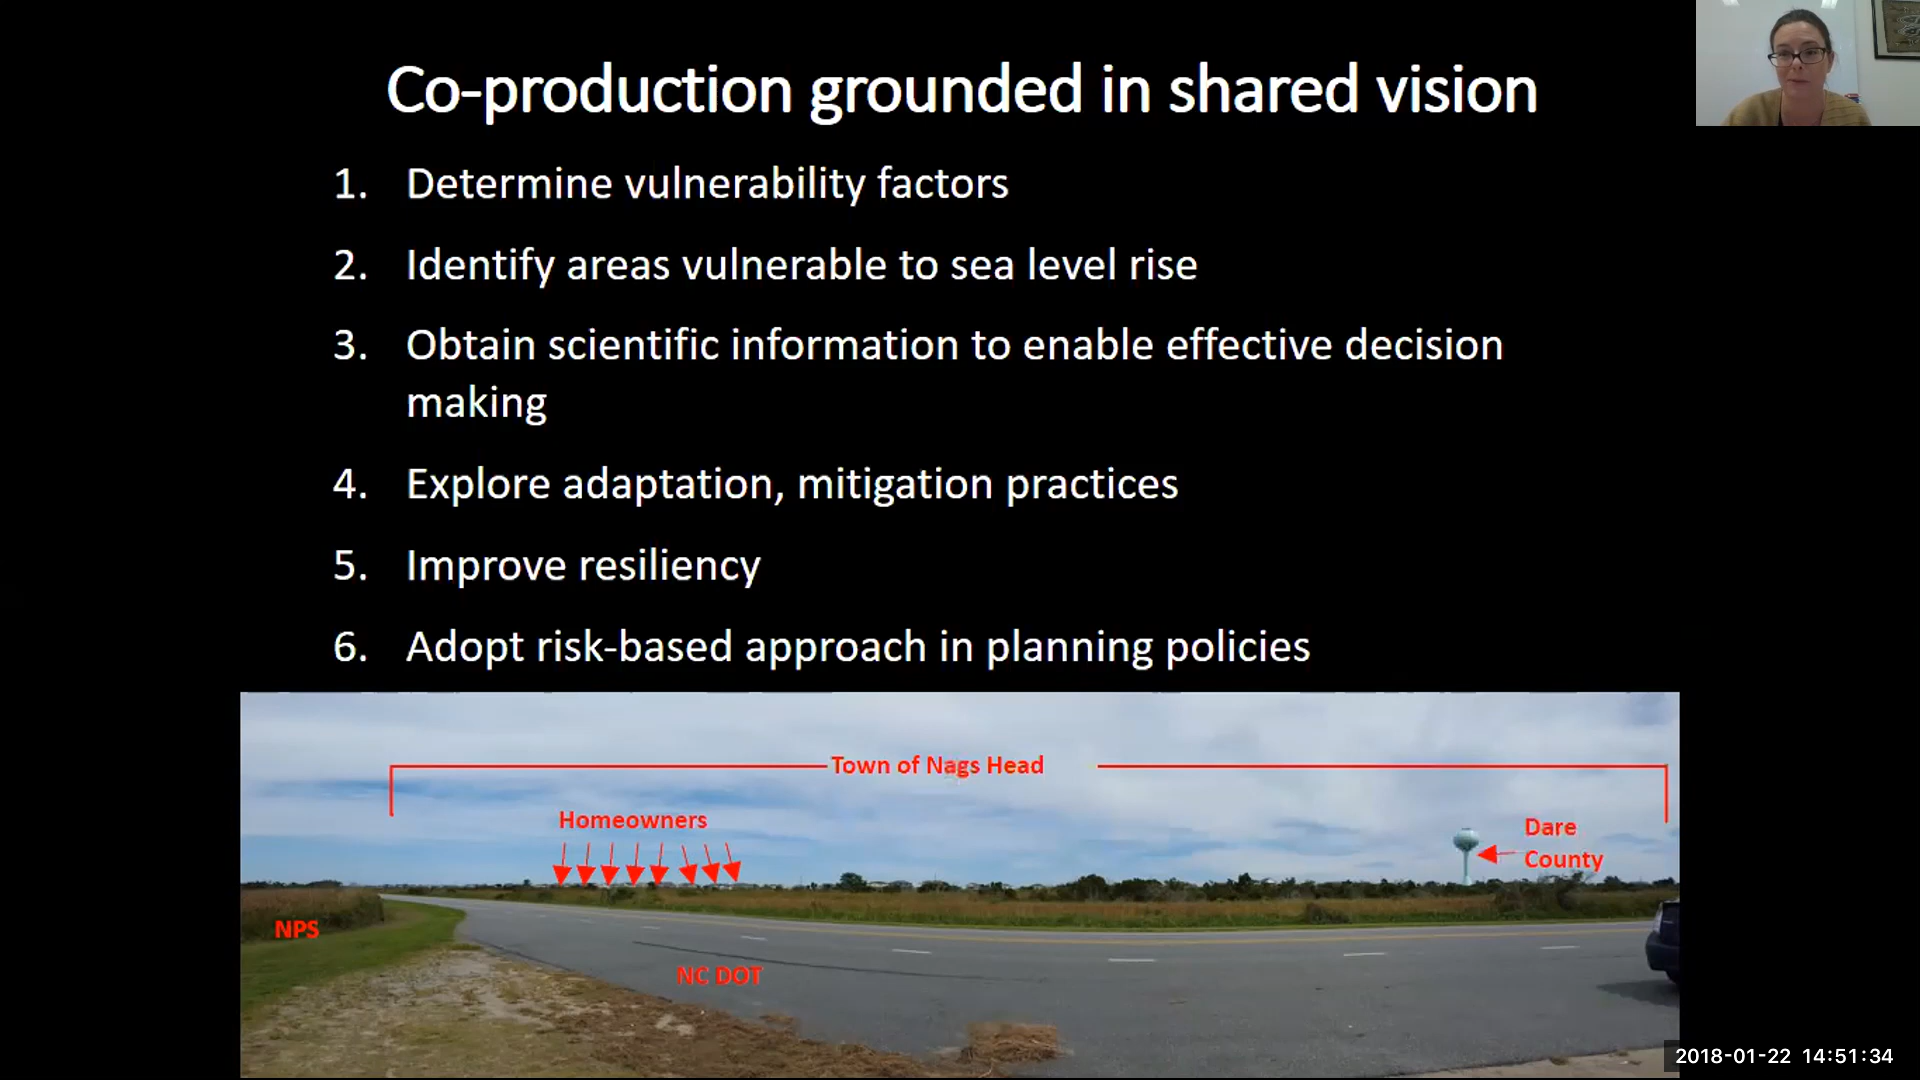 Co-production grounded in shared vision
1. Determine vulnerability factors
2. Identify areas vulnerable to sea level rise
3. Obtain scientific information to enable effective decision
making
4. Explore adaptation, mitigation practices
5. Improve resiliency
6. Adopt risk-based approach in planning policies
Town of Nags Head
Homeowners
Dare
County
NPS
NC DOT
2018-01-22 14:51:34